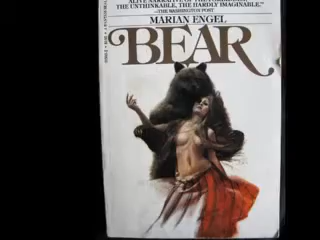 THE UNTHINKABLE, THE HARDLY IMAGINABLE."
—THE WASHINGTON POST
MARIAN ENGEL
BEAR